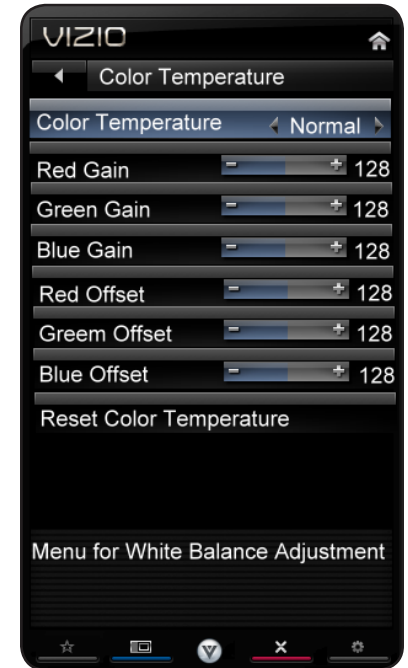 VIZIO
Color Temperature
Color Temperature Normal
Red Gain - + 128
Green Gain - + 128
Blue Gain - + 128
Red Offset - + 128
Greem Offset - + 128
Blue Offset - + 128
Reset Color Temperature
Menu for White Balance Adjustment
V